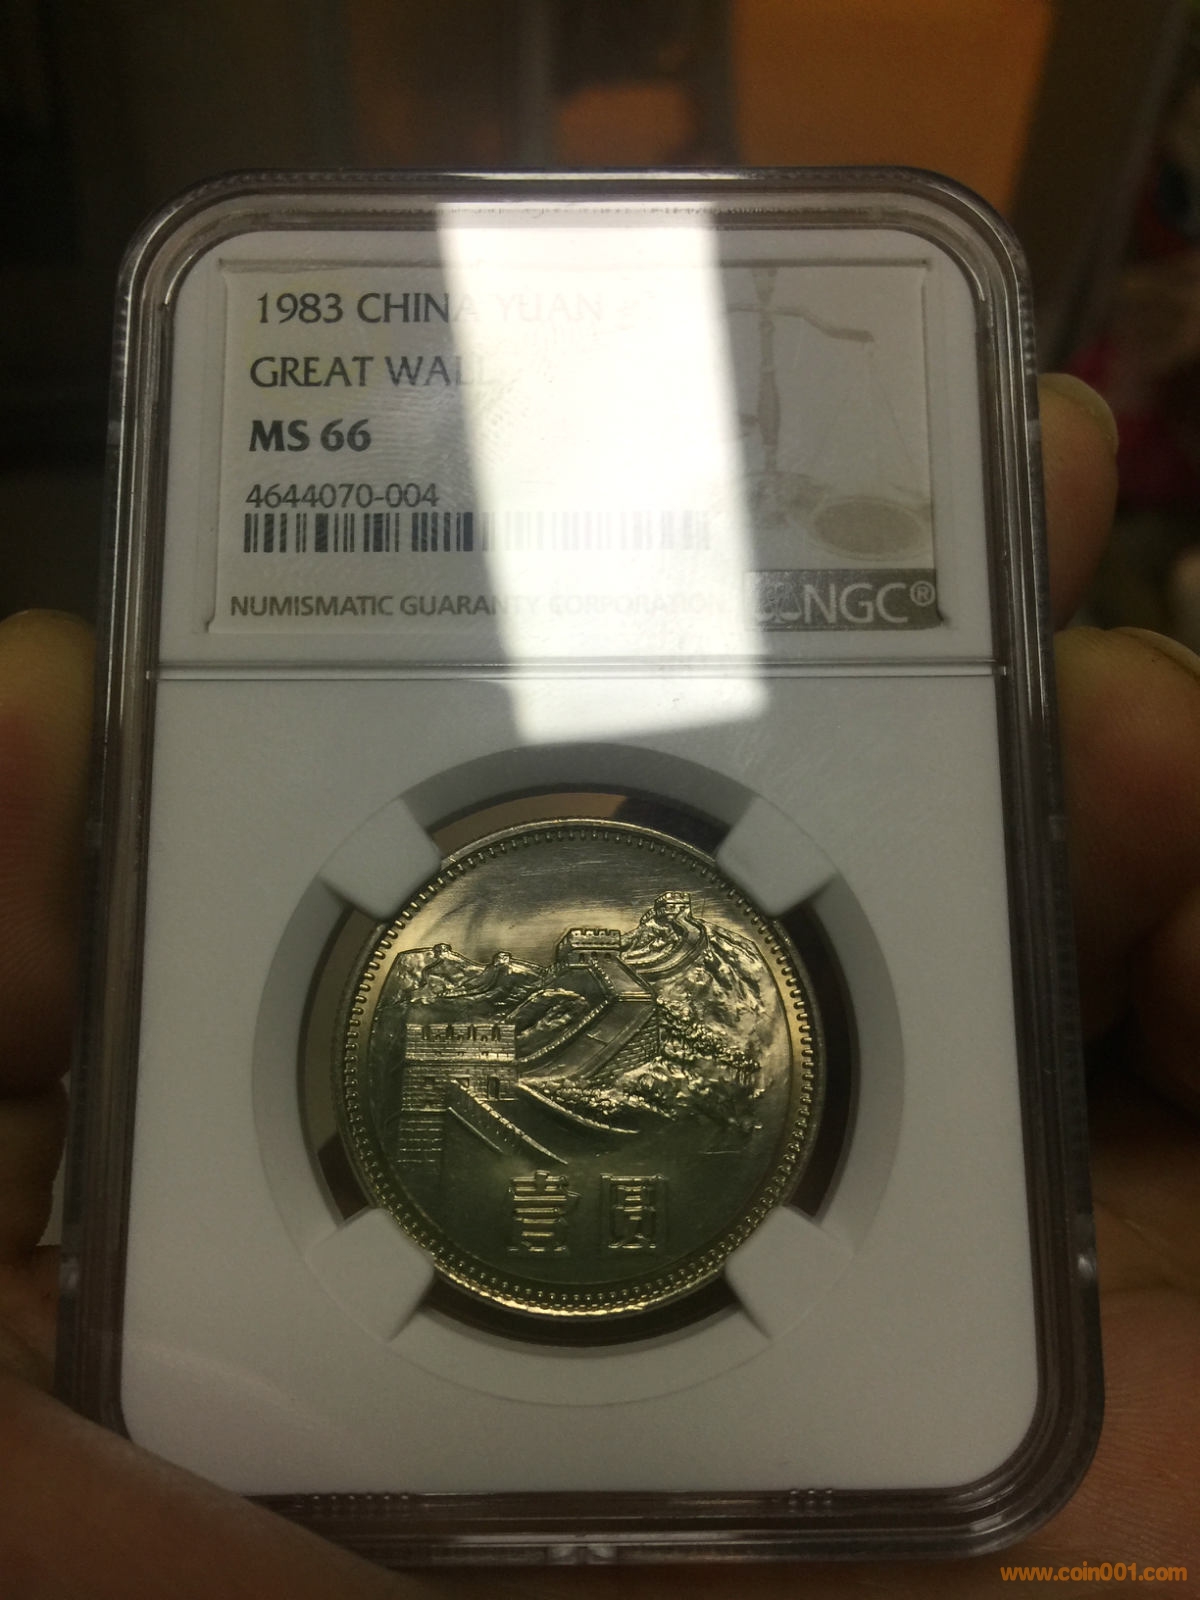 1983 CHINA YUAN
GREAT WALL
MS 66
4644070-004
NUMISMATIC GUARANTY CORPORATION
NGC®
壹圆
www.coin001.com